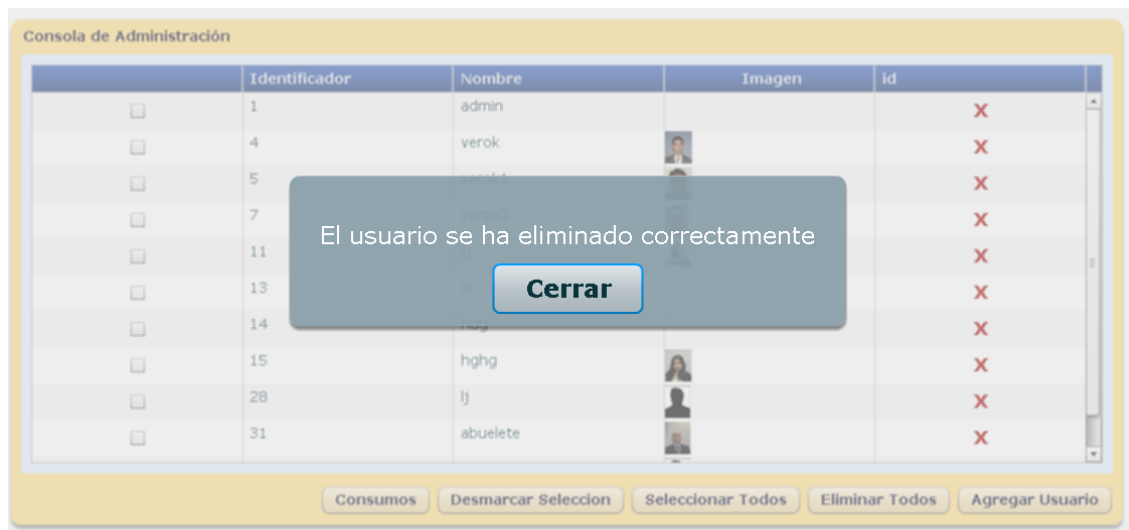 Consola de Administración
Identificador Nombre Imagen id
1 admin X
4 verok X
5 X
7 verok3 X
11 X
13 X
14 X
15 hghg X
28 lj X
31 abuelete X
El usuario se ha eliminado correctamente
Cerrar
Consumos Desmarcar Seleccion Seleccionar Todos Eliminar Todos Agregar Usuario